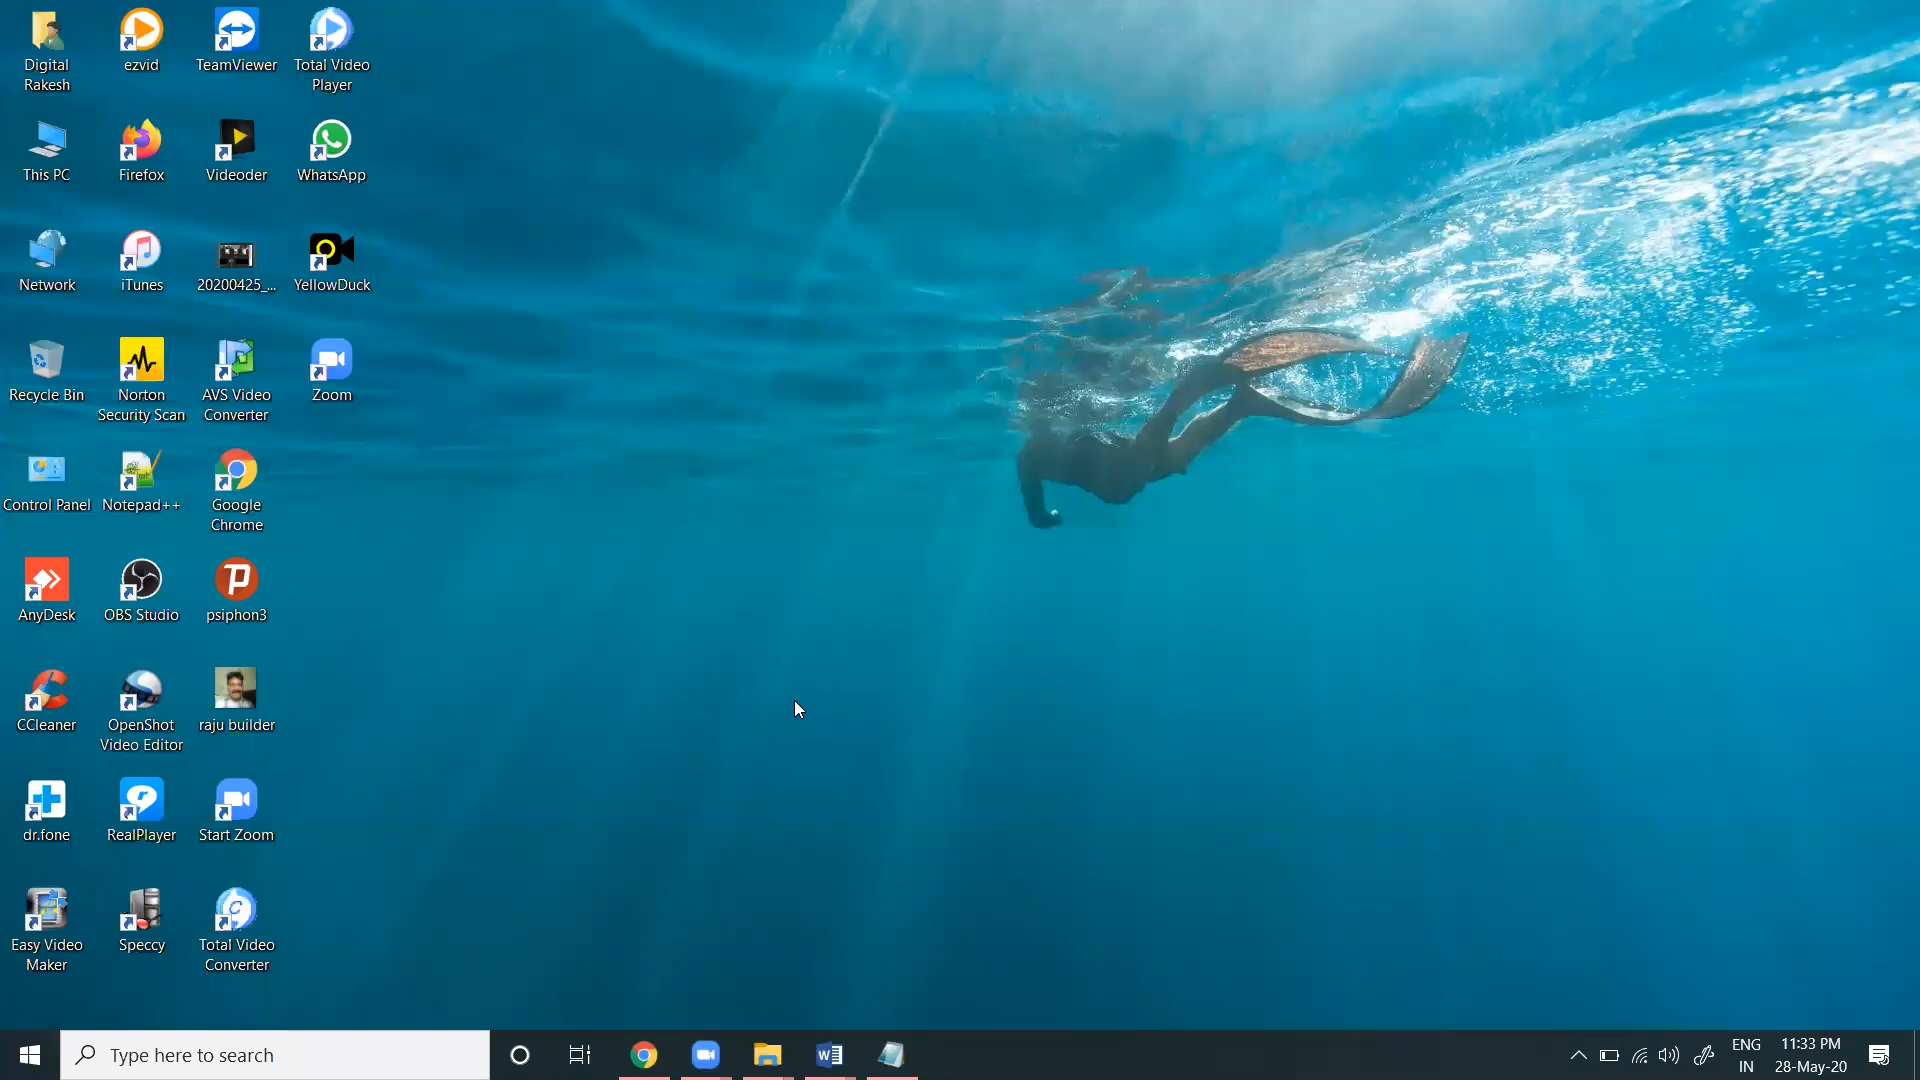 Digital
Rakesh
ezvid
TeamViewer
Total Video
Player
This PC
Firefox
Videoder
WhatsApp
Network
iTunes
20200425_...
YellowDuck
Recycle Bin
Norton
Security Scan
AVS Video
Converter
Zoom
Control Panel
Notepad++
Google
Chrome
AnyDesk
OBS Studio
psiphon3
CCleaner
OpenShot
Video Editor
raju builder
dr.fone
RealPlayer
Start Zoom
Easy Video
Maker
Speccy
Total Video
Converter
Type here to search
ENG
IN
11:33 PM
28-May-20